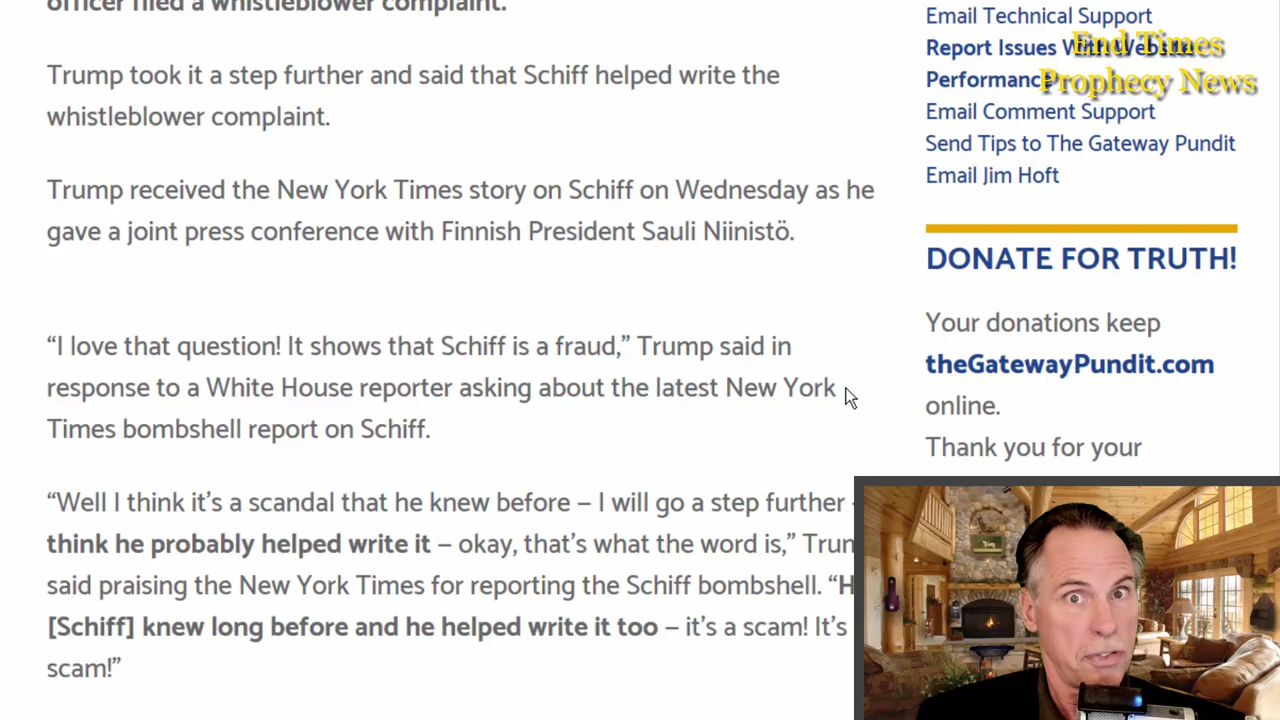 officer filed a whistleblower complaint.
Trump took it a step further and said that Schiff helped write the
whistleblower complaint.
Trump received the New York Times story on Schiff on Wednesday as he
gave a joint press conference with Finnish President Sauli Niinistö.
“I love that question! It shows that Schiff is a fraud,” Trump said in
response to a White House reporter asking about the latest New York
Times bombshell report on Schiff.
“Well I think it’s a scandal that he knew before – I will go a step further
think he probably helped write it – okay, that’s what the word is,”
said praising the New York Times for reporting the Schiff bombshell.
[Schiff] knew long before and he helped write it too – it’s a scam! It’s
scam!”
Email Technical Support
Report Issues With Website
Performance
Email Comment Support
Send Tips to The Gateway Pundit
Email Jim Hoft
DONATE FOR TRUTH!
Your donations keep
theGatewayPundit.com
online.
Thank you for your
End Times
Prophecy News